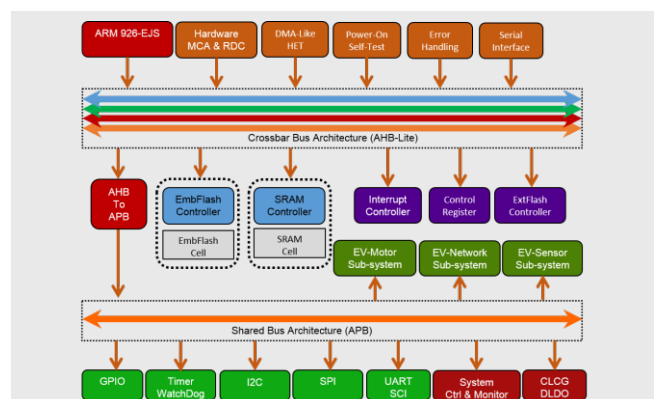 ARM 926-EJS
Hardware
MCA & RDC
DMA-Like
HET
Power-On
Self-Test
Error
Handling
Serial
Interface
Crossbar Bus Architecture (AHB-Lite)
AHB
To
APB
EmbFlash
Controller
EmbFlash
Cell
SRAM
Controller
SRAM
Cell
Interrupt
Controller
Control
Register
ExtFlash
Controller
EV-Motor
Sub-system
EV-Network
Sub-system
EV-Sensor
Sub-system
Shared Bus Architecture (APB)
GPIO
Timer
WatchDog
I2C
SPI
UART
SCI
System
Ctrl & Monitor
CLCG
DLDO